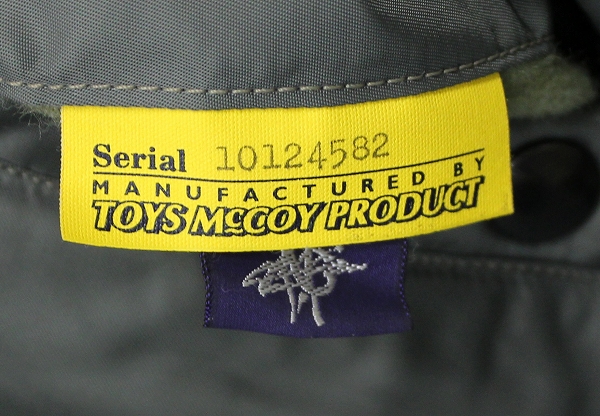 Serial 10124582
MANUFACTURED BY
TOYS McCOY PRODUCT